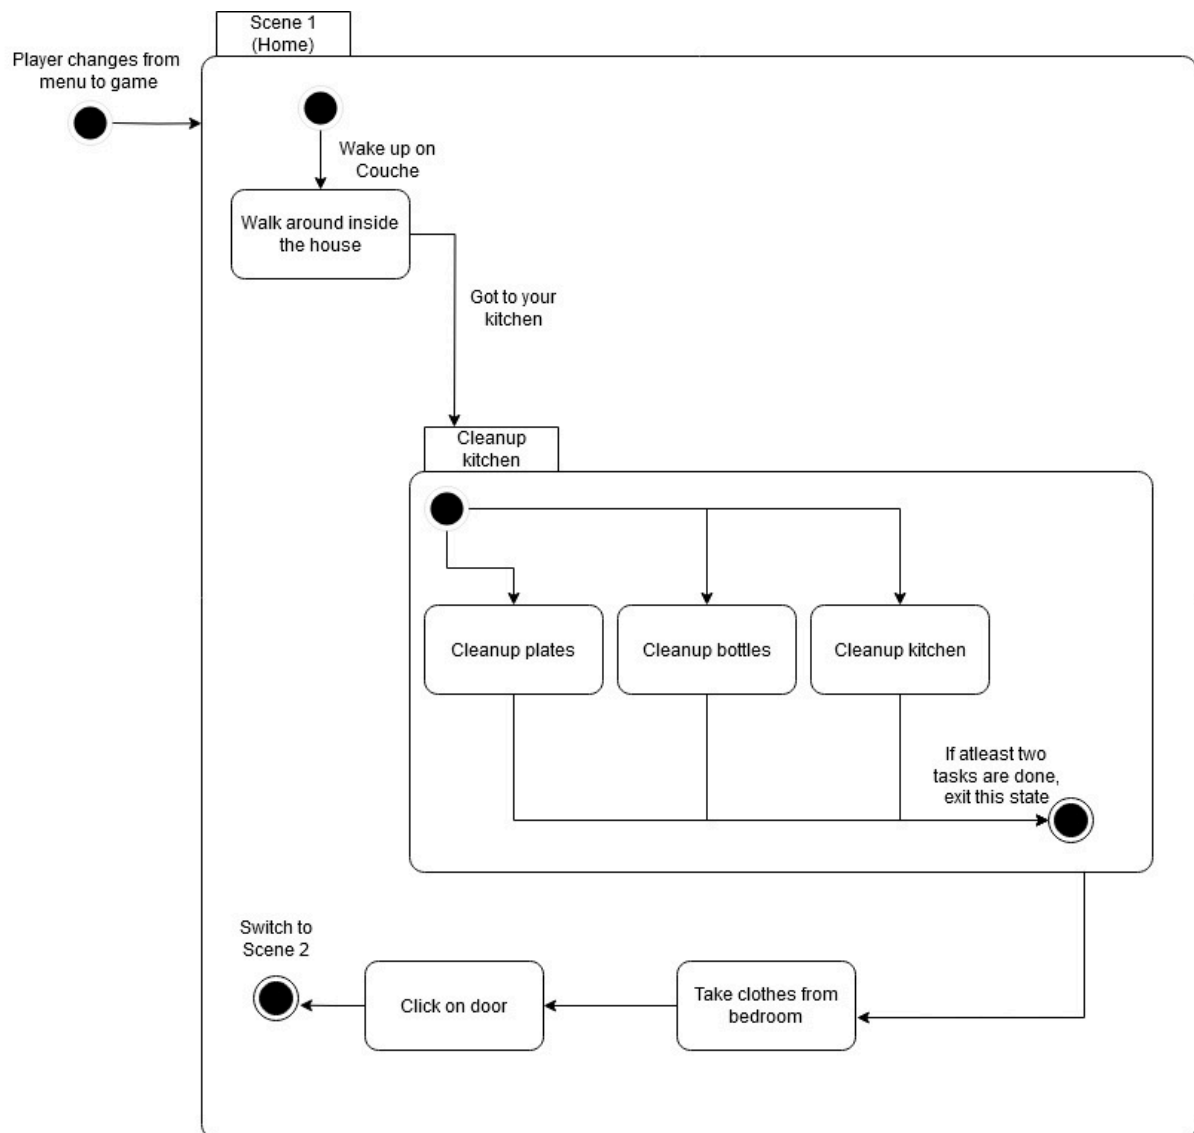 Scene 1
(Home)
Player changes from
menu to game
Wake up on
Couche
Walk around inside
the house
Got to your
kitchen
Cleanup
kitchen
Cleanup plates
Cleanup bottles
Cleanup kitchen
If atleast two
tasks are done,
exit this state
Switch to
Scene 2
Click on door
Take clothes from
bedroom